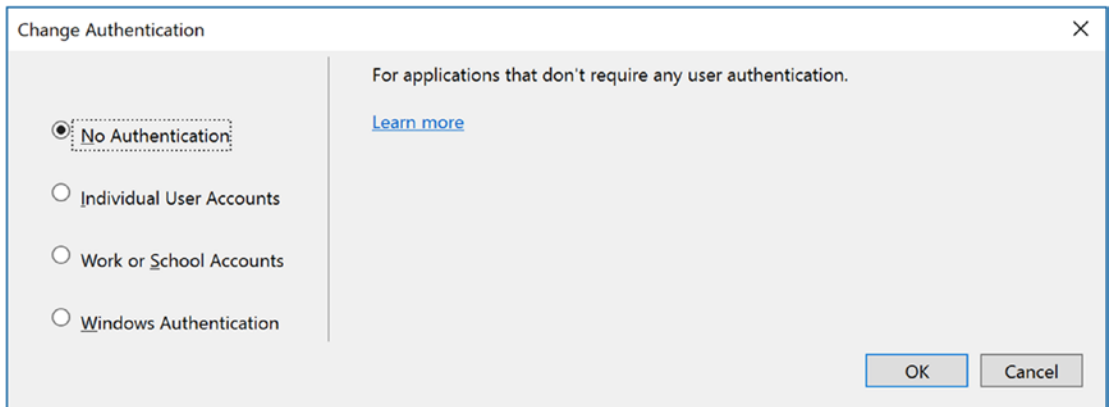 Change Authentication
For applications that don't require any user authentication.
Learn more
No Authentication
Individual User Accounts
Work or School Accounts
Windows Authentication
OK
Cancel